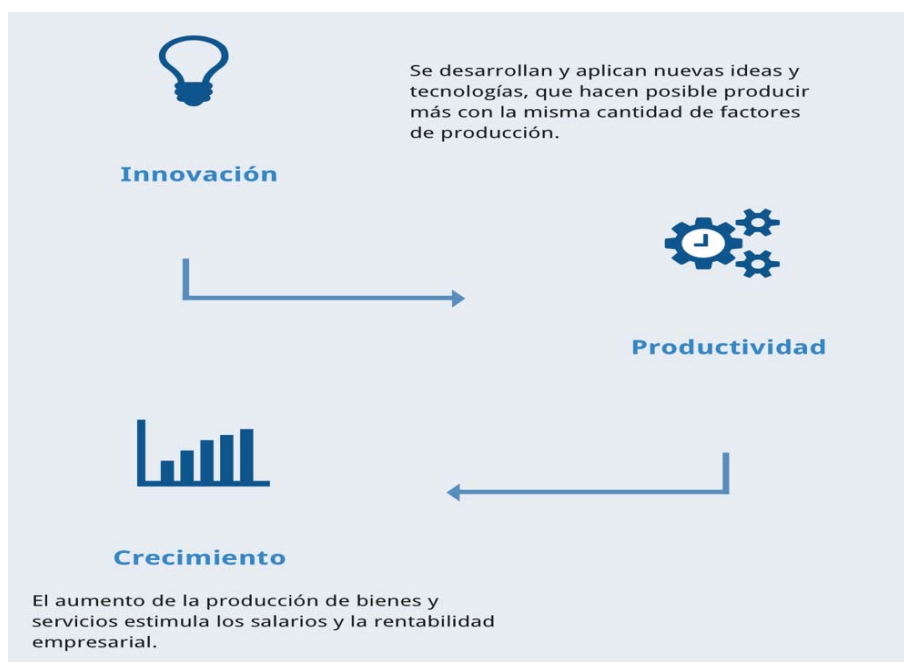 Se desarrollan y aplican nuevas ideas y
tecnologías, que hacen posible producir
más con la misma cantidad de factores
de producción.
Innovación
Productividad
Crecimiento
El aumento de la producción de bienes y
servicios estimula los salarios y la rentabilidad
empresarial.